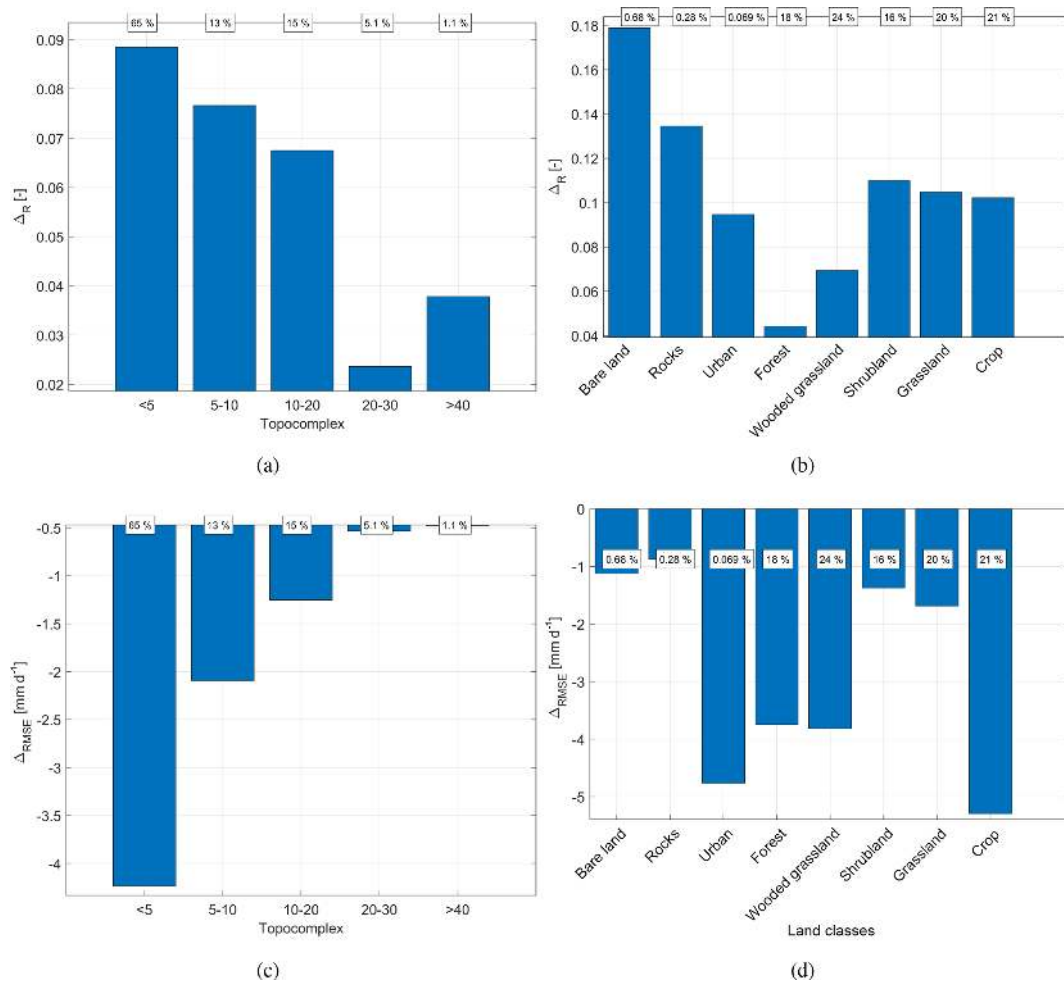 65 % 13 % 15 % 5.1 % 1.1 %
0.09
0.08
0.07
0.06
0.05
0.04
0.03
0.02
Δ_R [-]
<5 5-10 10-20 20-30 >40
Topocomplex
(a)
0.68 % 0.28 % 0.069 % 18 % 24 % 16 % 20 % 21 %
0.18
0.16
0.14
0.12
0.1
0.08
0.06
0.04
Δ_R [-]
Bare land Rocks Urban Forest Wooded grassland Shrubland Grassland Crop
(b)
65 % 13 % 15 % 5.1 % 1.1 %
-0.5
-1
-1.5
-2
-2.5
-3
-3.5
-4
Δ_RMSE [mm d⁻¹]
<5 5-10 10-20 20-30 >40
Topocomplex
(c)
0
0.68 % 0.28 % 0.069 % 18 % 24 % 16 % 20 % 21 %
-1
-2
-3
-4
-5
Δ_RMSE [mm d⁻¹]
Bare land Rocks Urban Forest Wooded grassland Shrubland Grassland Crop
Land classes
(d)